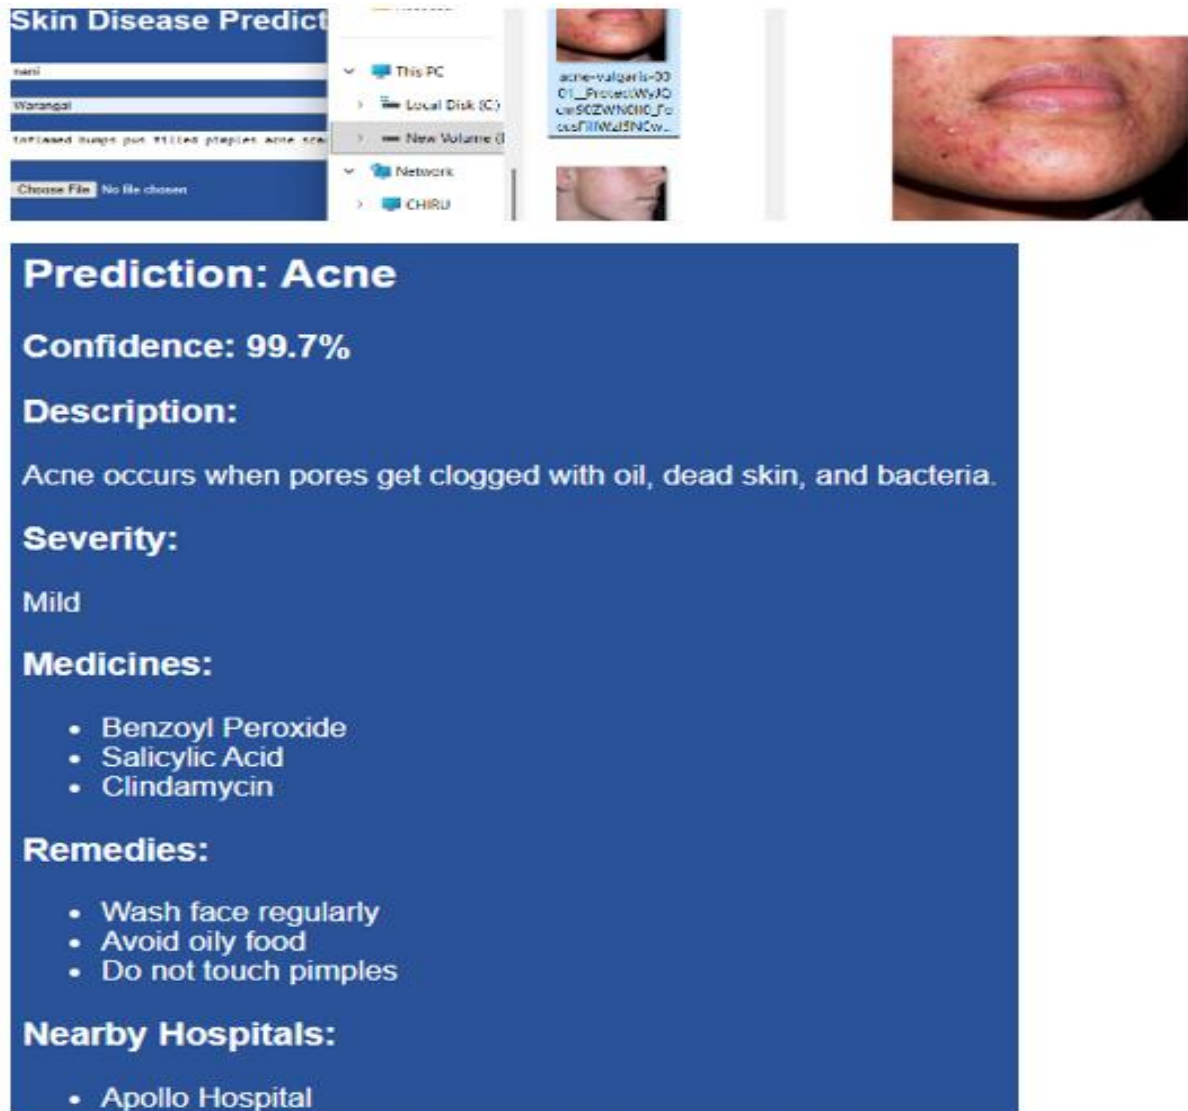 Skin Disease Predict
nani
Warangal
inflamed bumps pus filled pimples acne sca
Choose File No file chosen
This PC
Local Disk (C)
New Volume (
Network
CHIRU
acne-vulgaris-00
Prediction: Acne
Confidence: 99.7%
Description:
Acne occurs when pores get clogged with oil, dead skin, and bacteria.
Severity:
Mild
Medicines:
• Benzoyl Peroxide
• Salicylic Acid
• Clindamycin
Remedies:
• Wash face regularly
• Avoid oily food
• Do not touch pimples
Nearby Hospitals:
• Apollo Hospital